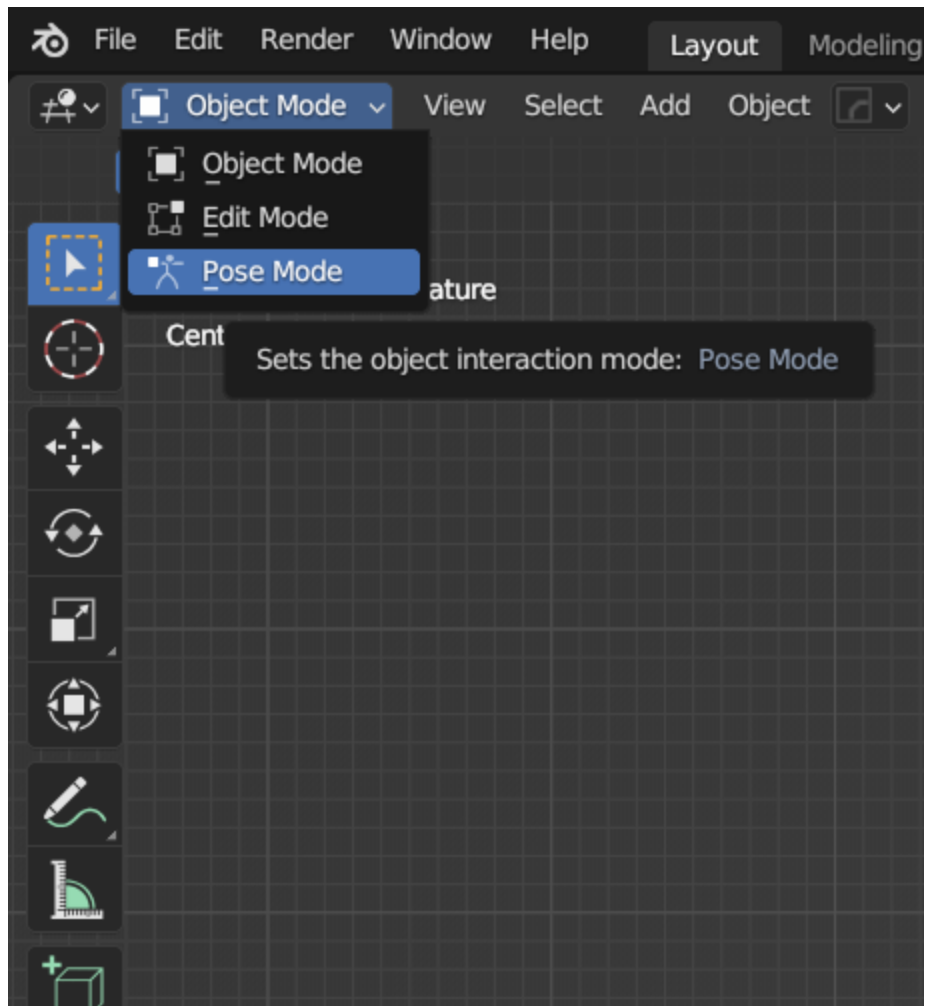 File Edit Render Window Help Layout Modeling
Object Mode View Select Add Object
Object Mode
Edit Mode
Pose Mode
ature
Cent
Sets the object interaction mode: Pose Mode